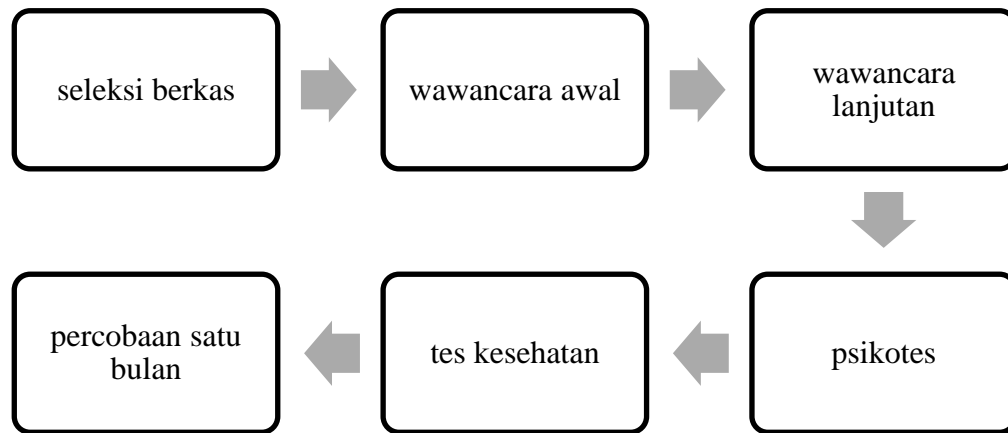 seleksi berkas
wawancara awal
wawancara
lanjutan
psikotes
tes kesehatan
percobaan satu
bulan